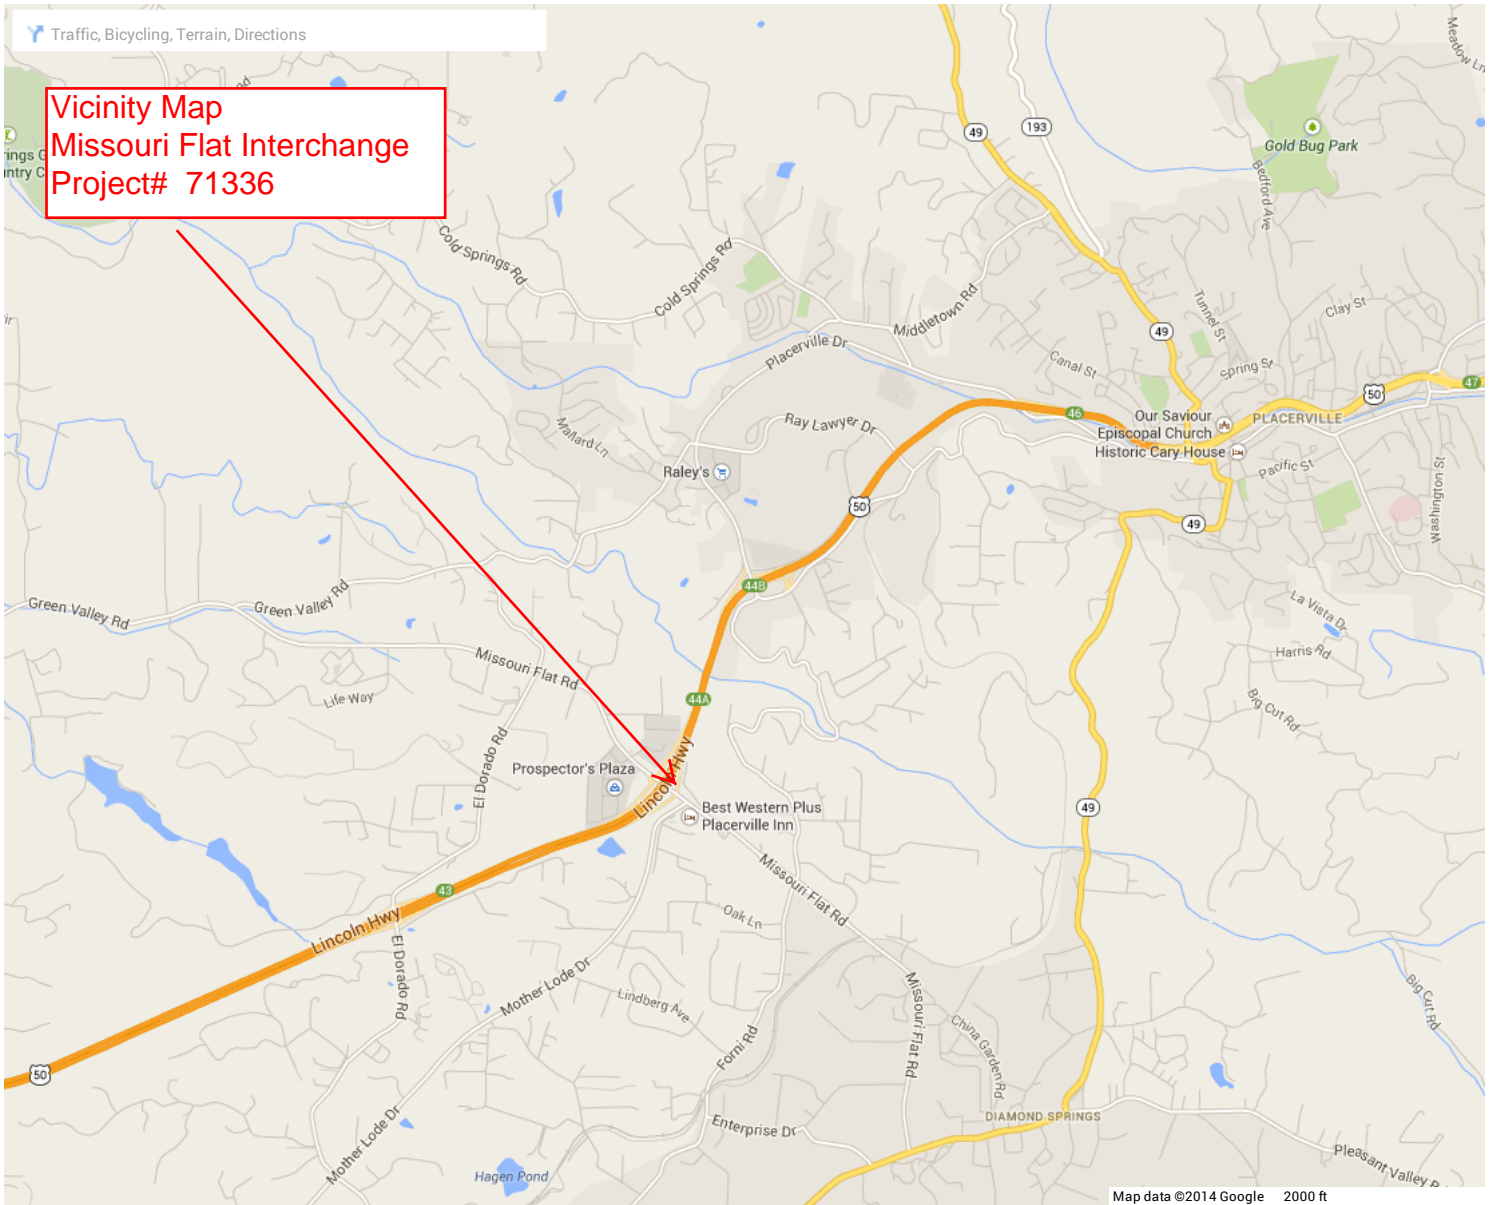 Traffic, Bicycling, Terrain, Directions
Vicinity Map
Missouri Flat Interchange
Project# 71336
Meadow Ln
49
193
Gold Bug Park
Bedford Ave
Cold Springs Rd
Cold Springs Rd
Middletown Rd
Placerville Dr
Tunnel St
Clay St
49
Canal St
Spring St
50
47
46
Our Saviour
Episcopal Church
PLACERVILLE
Historic Cary House
Ray Lawyer Dr
Mallard Ln
Raley's
Pacific St
Washington St
50
49
44B
Green Valley Rd
Green Valley Rd
La Vista Dr
Harris Rd
Missouri Flat Rd
Life Way
44A
Big Cut Rd
El Dorado Rd
Lincoln Hwy
Prospector's Plaza
Best Western Plus
Placerville Inn
49
Missouri Flat Rd
43
Oak Ln
Lincoln Hwy
El Dorado Rd
Mother Lode Dr
Lindberg Ave
Missouri Flat Rd
Big Cut Rd
China Garden Rd
Forni Rd
50
Mother Lode Dr
Enterprise Dr
DIAMOND SPRINGS
Pleasant Valley R
Hagen Pond
Map data ©2014 Google 2000 ft